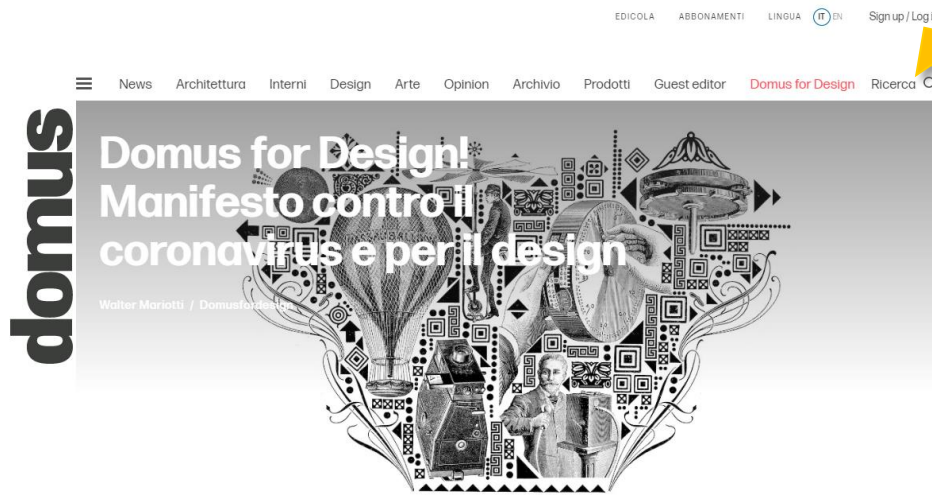 EDICOLA ABBONAMENTI LINGUA IT EN Sign up / Log i
News Architettura Interni Design Arte Opinion Archivio Prodotti Guest editor Domus for Design Ricerca
domus
Domus for Design!
Manifesto contro il
coronavirus e per il design
Walter Mariotti / Domusfordesign